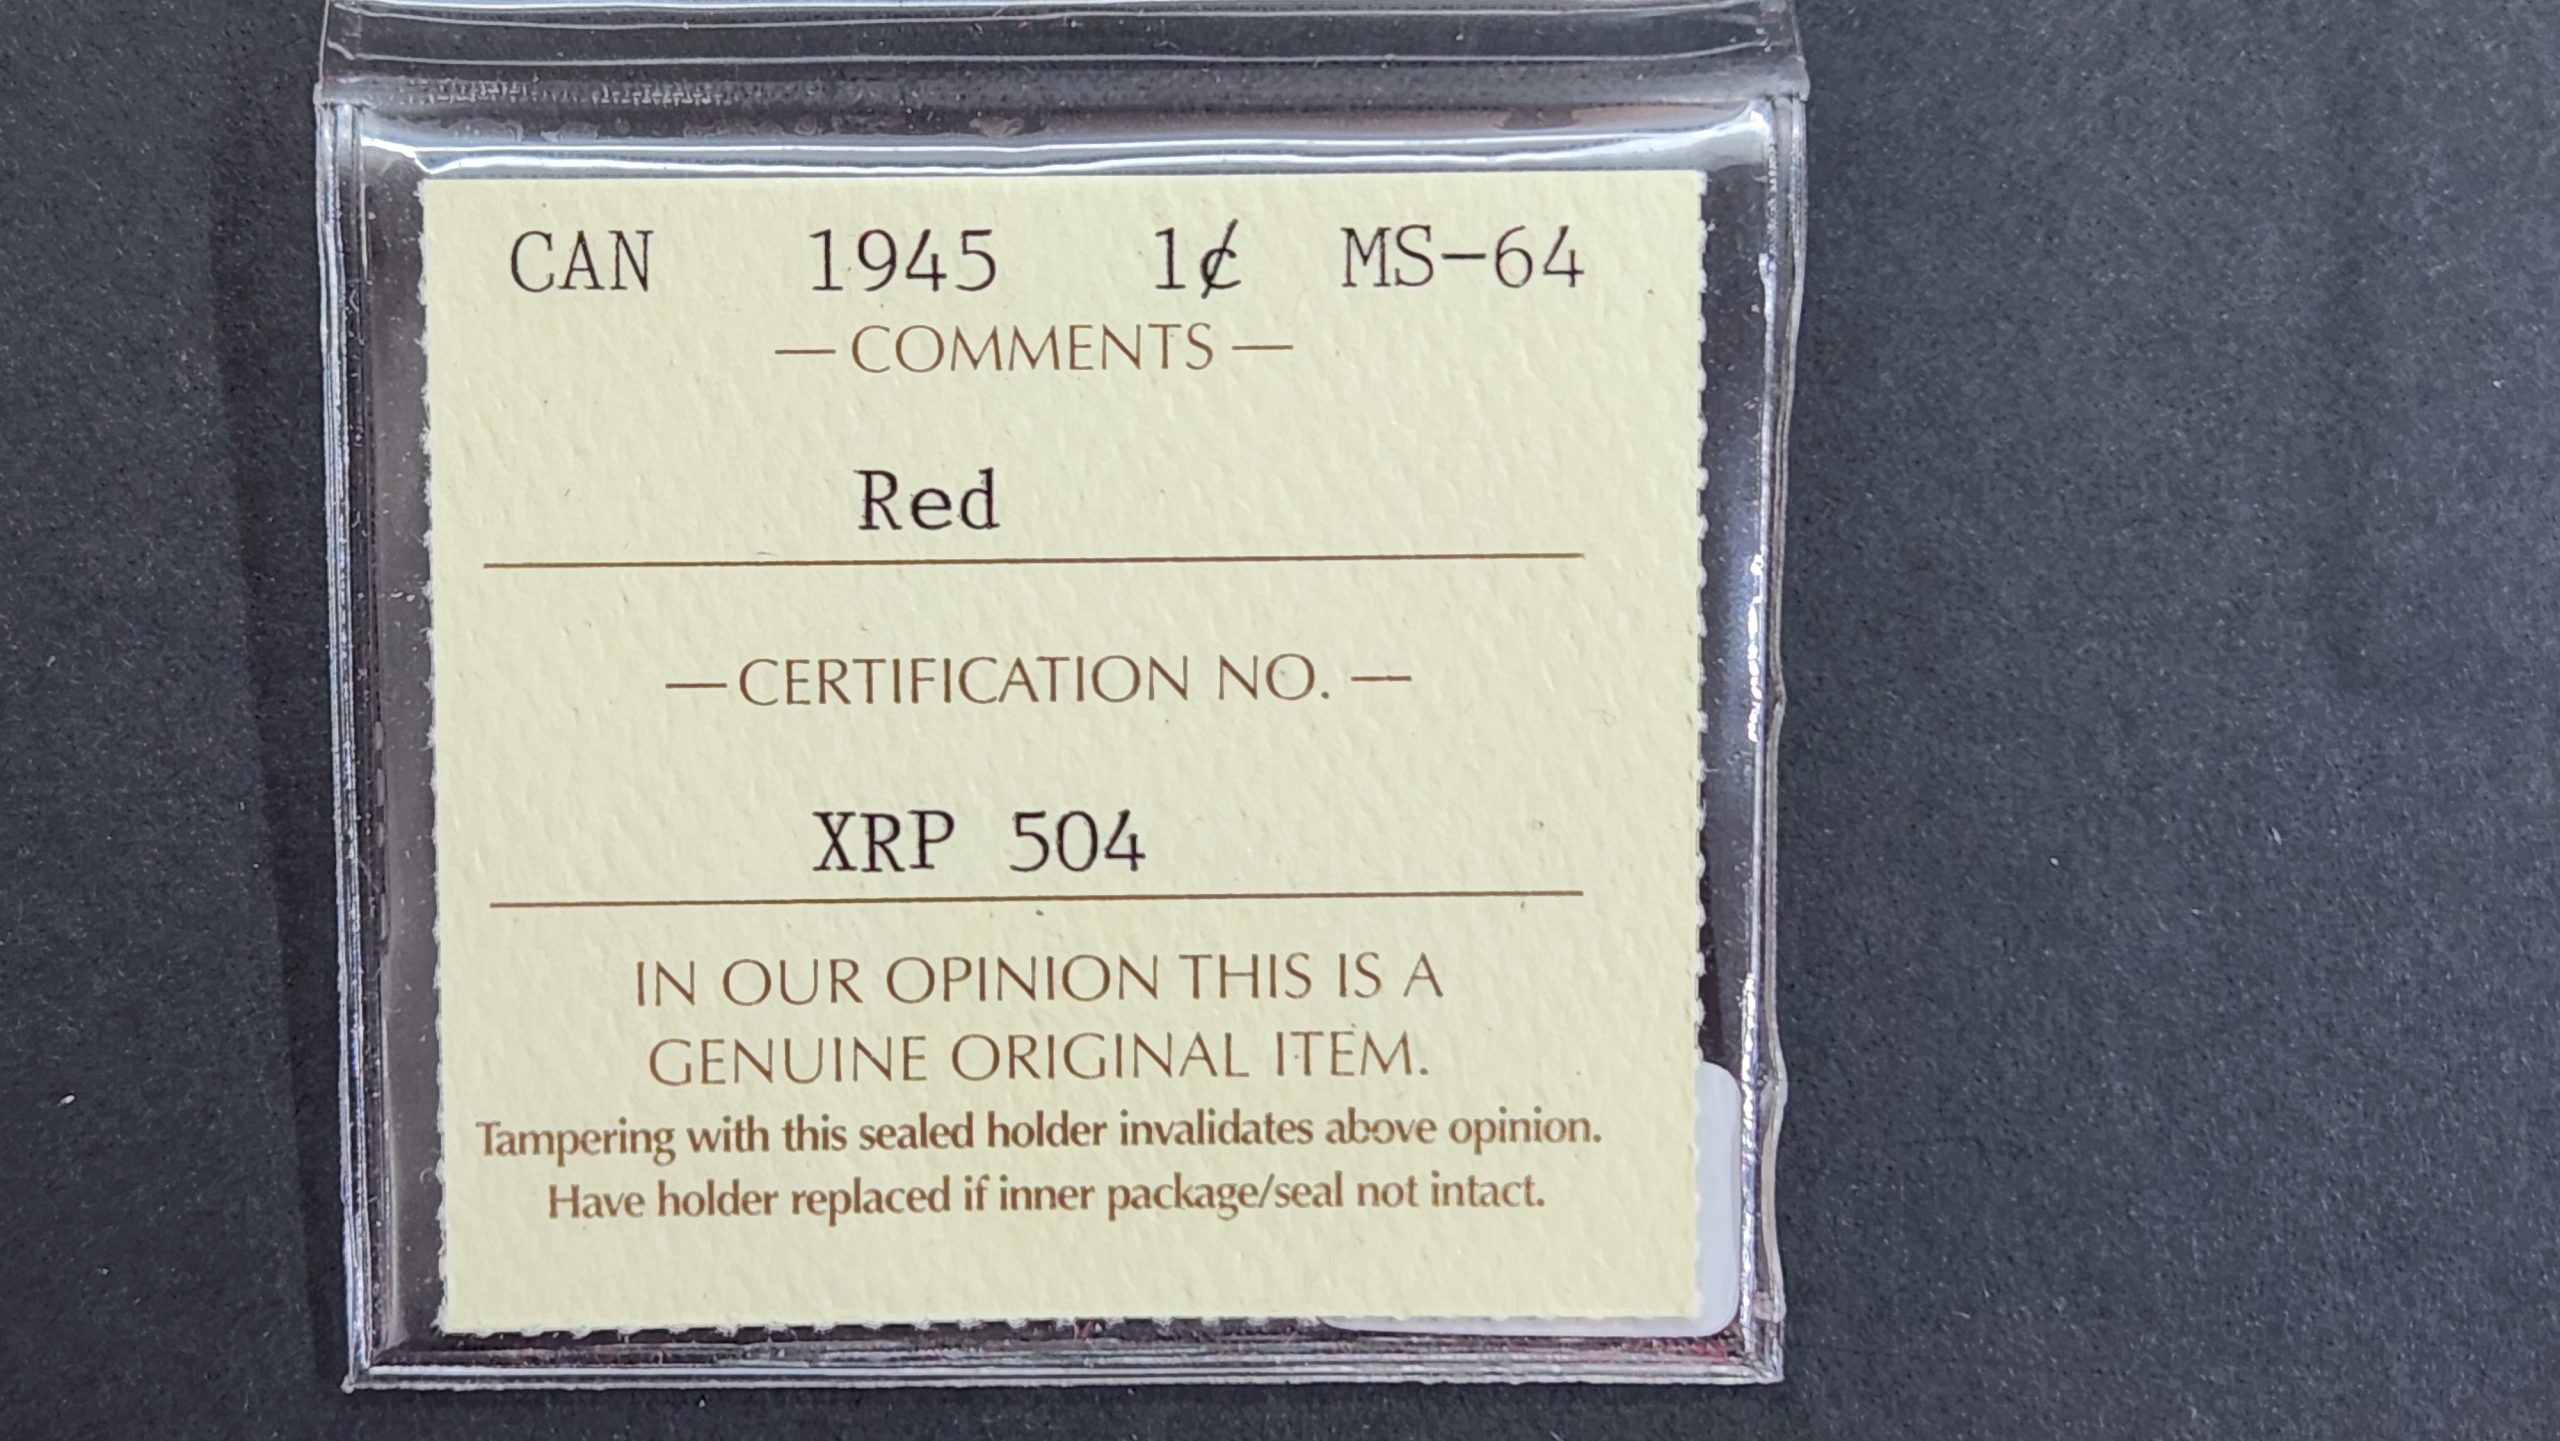 CAN 1945 1¢ MS-64
— COMMENTS —
Red
— CERTIFICATION NO. —
XRP 504
IN OUR OPINION THIS IS A
GENUINE ORIGINAL ITEM.
Tampering with this sealed holder invalidates above opinion.
Have holder replaced if inner package/seal not intact.